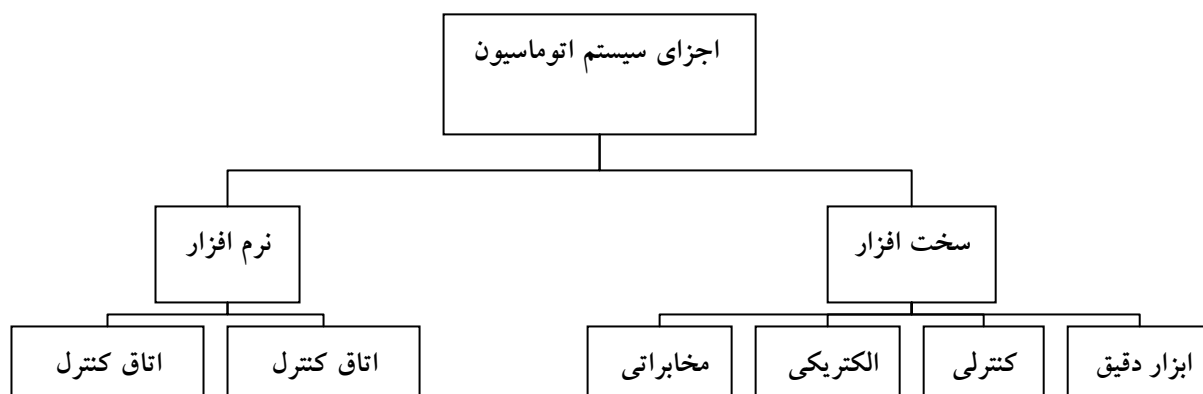 اجزای سیستم اتوماسیون
سخت افزار
نرم افزار
ابزار دقیق
کنترلی
الکتریکی
مخابراتی
اتاق کنترل
اتاق کنترل